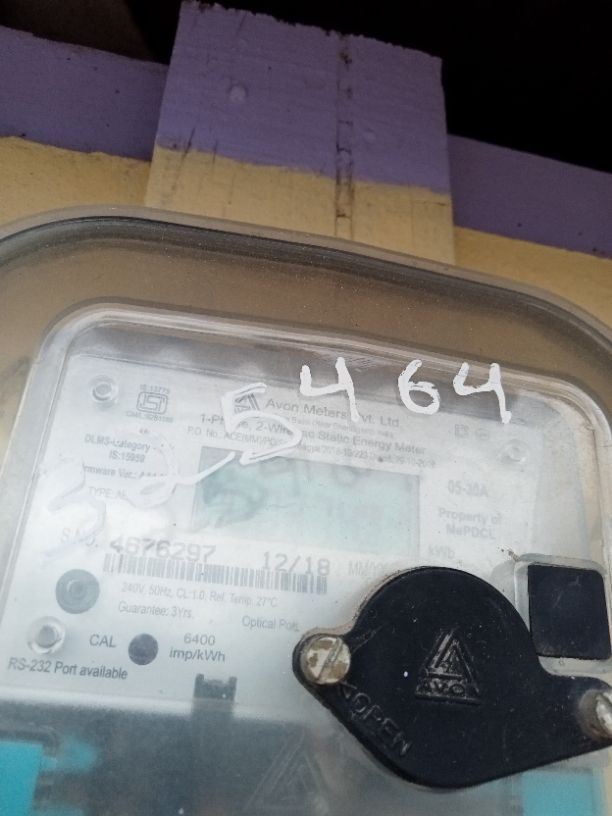 5464
IS:13779
Avon Meters Pvt. Ltd.
1-Phase, 2-Wire Static Energy Meter
DLMS-Category -
IS:15959
05-30A
Property of
MePDCL
kWh
S.No. 4676297 12/18
240V, 50Hz, CL:1.0, Ref. Temp. 27°C
Guarantee: 3Yrs.
Optical Port
CAL
6400
imp/kWh
RS-232 Port available
AVON
OPEN